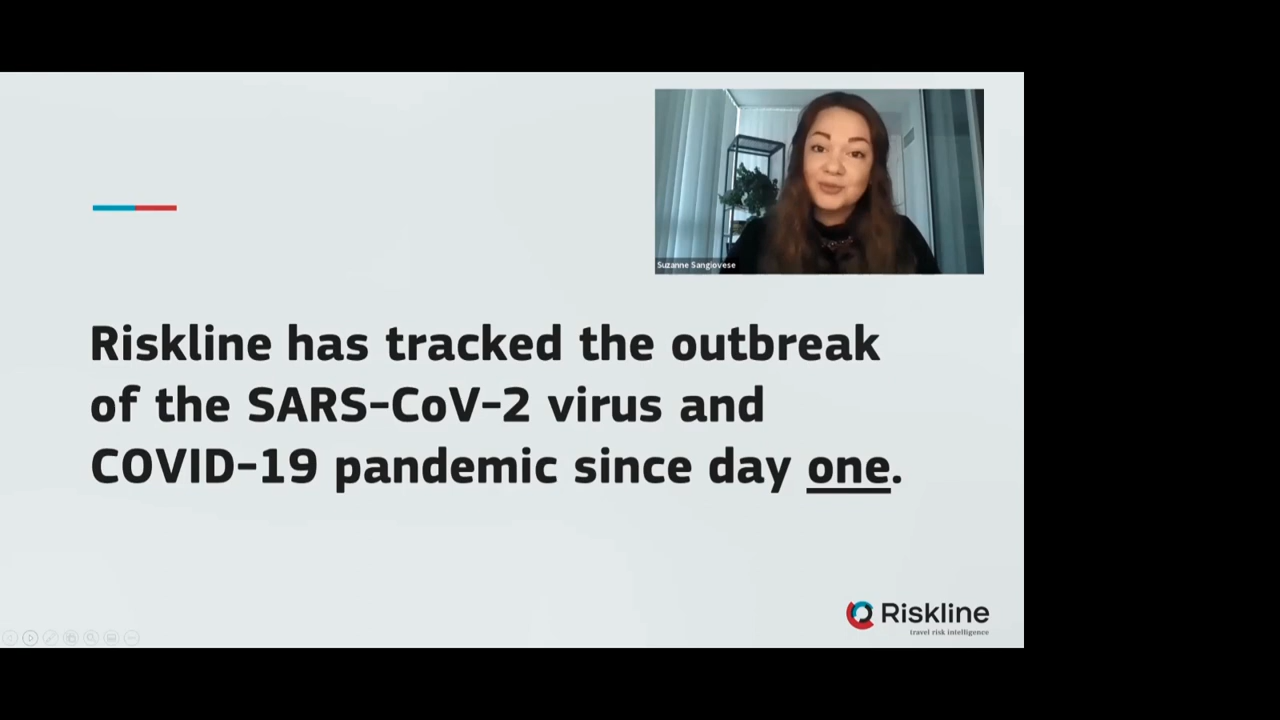 Suzanne Sangiovese
Riskline has tracked the outbreak
of the SARS-CoV-2 virus and
COVID-19 pandemic since day one.
Riskline
travel risk intelligence